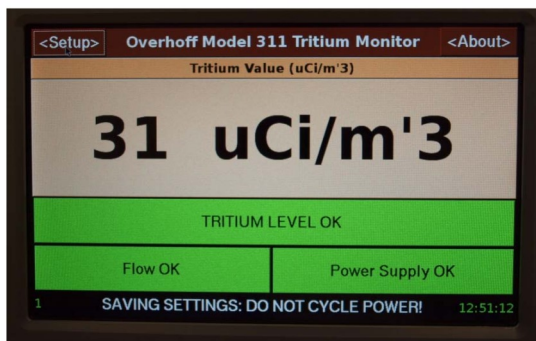 <Setup> Overhoff Model 311 Tritium Monitor <About>
Tritium Value (uCi/m'3)
31 uCi/m'3
TRITIUM LEVEL OK
Flow OK Power Supply OK
1 SAVING SETTINGS: DO NOT CYCLE POWER! 12:51:12